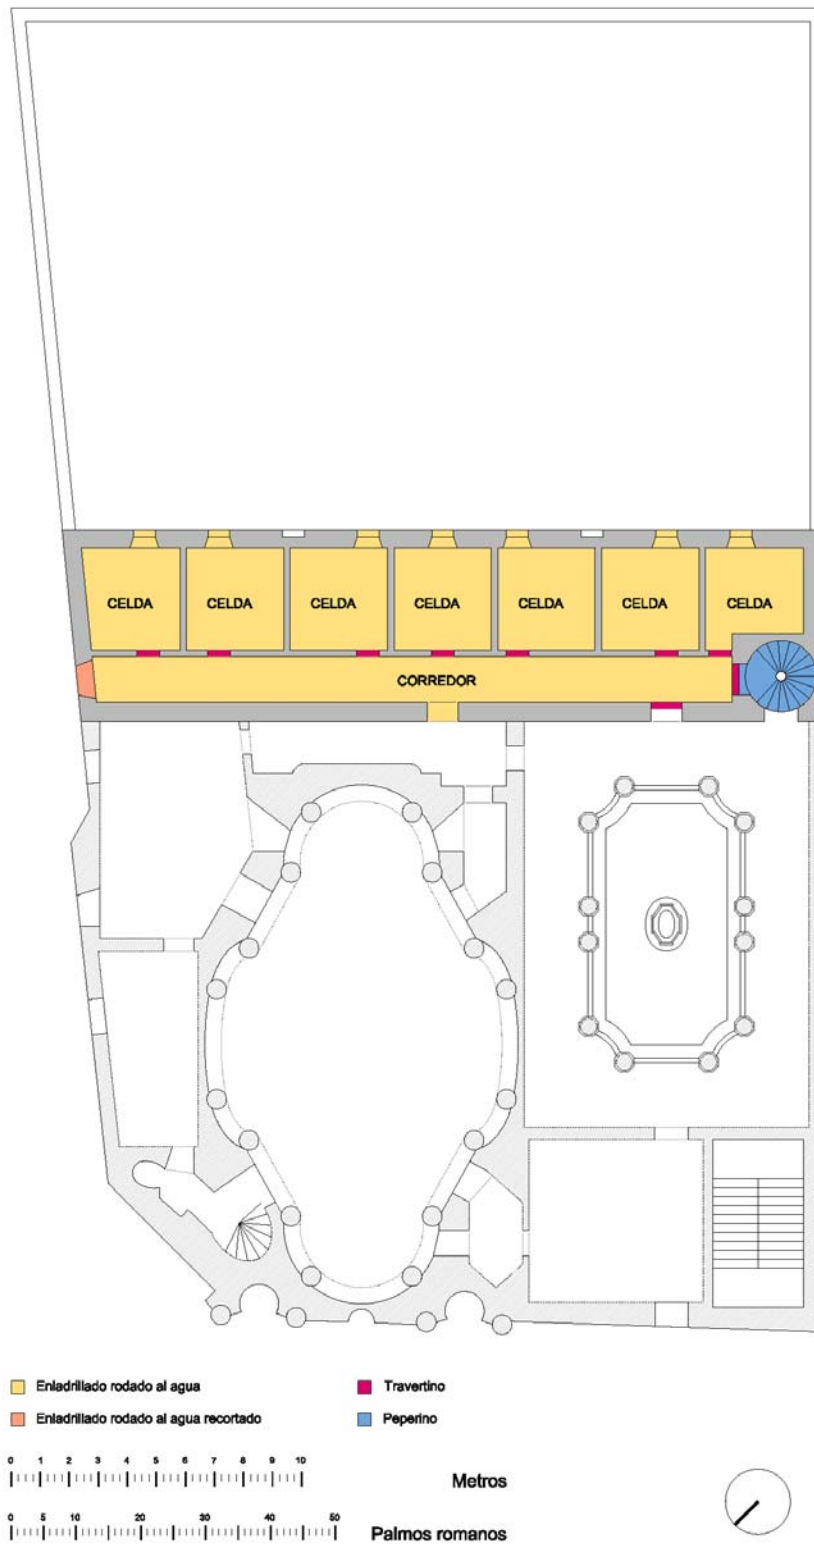 CELDA CELDA CELDA CELDA CELDA CELDA CELDA
CORREDOR
Enladrillado rodado al agua
Travertino
Enladrillado rodado al agua recortado
Peperino
0 1 2 3 4 5 6 7 8 9 10
Metros
0 5 10 20 30 40 50
Palmos romanos